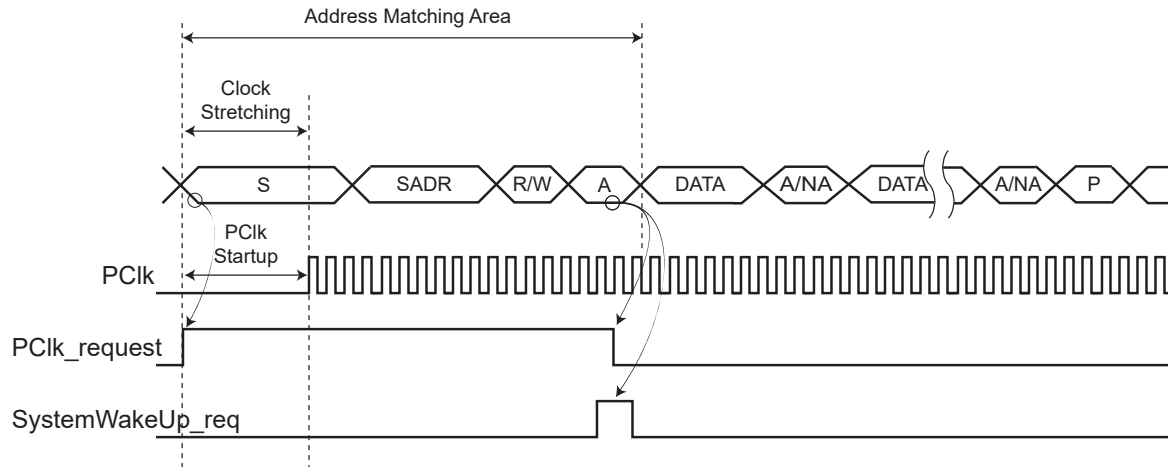 Address Matching Area
Clock
Stretching
S SADR R/W A DATA A/NA DATA A/NA P
PClk
Startup
PClk
PClk_request
SystemWakeUp_req